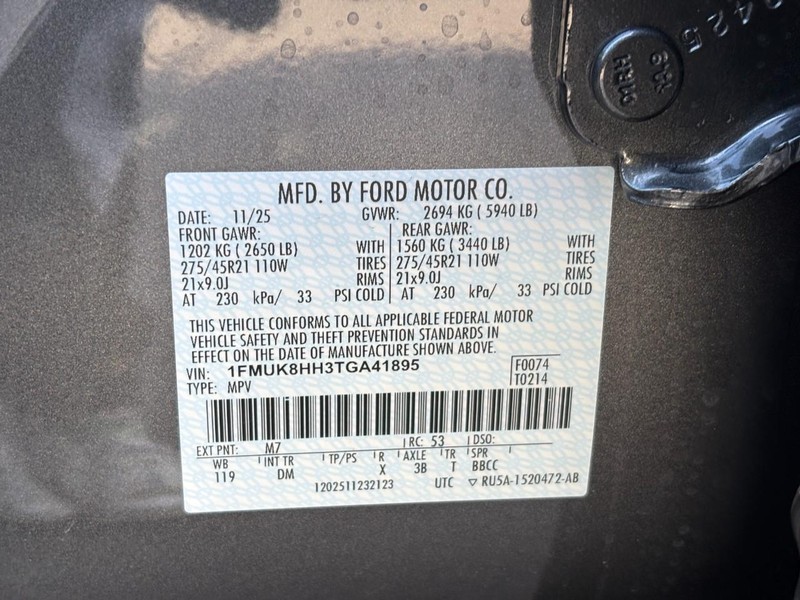 0425
MRH
MB
MFD. BY FORD MOTOR CO.
DATE: 11/25 GVWR: 2694 KG ( 5940 LB)
FRONT GAWR: REAR GAWR:
1202 KG ( 2650 LB) WITH 1560 KG ( 3440 LB) WITH
275/45R21 110W TIRES 275/45R21 110W TIRES
21x9.0J RIMS 21x9.0J RIMS
AT 230 kPa/ 33 PSI COLD AT 230 kPa/ 33 PSI COLD
THIS VEHICLE CONFORMS TO ALL APPLICABLE FEDERAL MOTOR
VEHICLE SAFETY AND THEFT PREVENTION STANDARDS IN
EFFECT ON THE DATE OF MANUFACTURE SHOWN ABOVE.
VIN: 1FMUK8HH3TGA41895 F0074
TYPE: MPV T0214
EXT PNT: M7 RC: 53 DSO:
WB INT TR TP/PS R AXLE TR SPR
119 DM X 3B T BBCC
1202511232123 UTC ▽ RU5A-1520472-AB